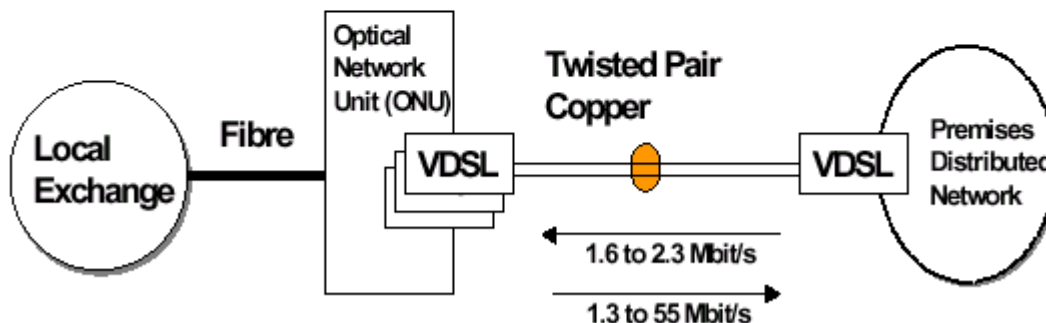 Local
Exchange
Fibre
Optical
Network
Unit (ONU)
VDSL
Twisted Pair
Copper
VDSL
Premises
Distributed
Network
1.6 to 2.3 Mbit/s
1.3 to 55 Mbit/s